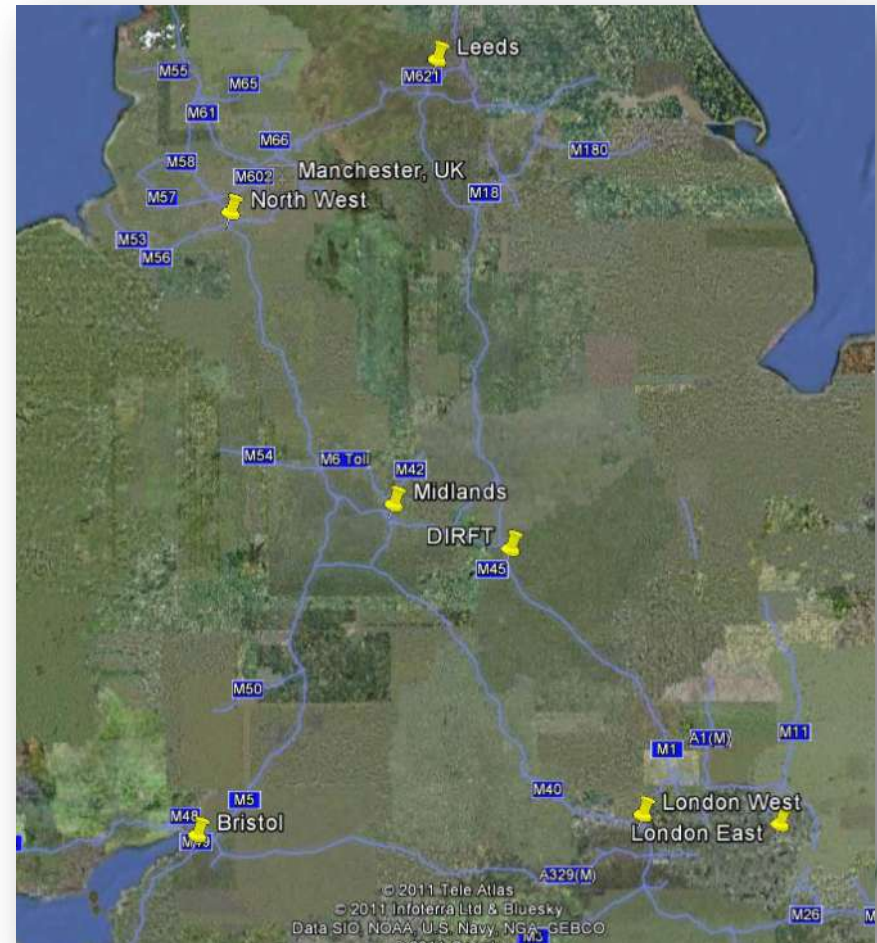 Leeds
M55
M621
M65
M61
M66
M180
M58
M602
Manchester, UK
M57
North West
M18
M53
M56
M54
M6 Toll
M42
Midlands
DIRFT
M45
M50
M11
A1(M)
M1
M40
M5
London West
M48
Bristol
London East
M49
A329(M)
© 2011 Tele Atlas
© 2011 Infoterra Ltd & Bluesky
M26
Data SIO, NOAA, U.S. Navy, NGA, GEBCO
M3